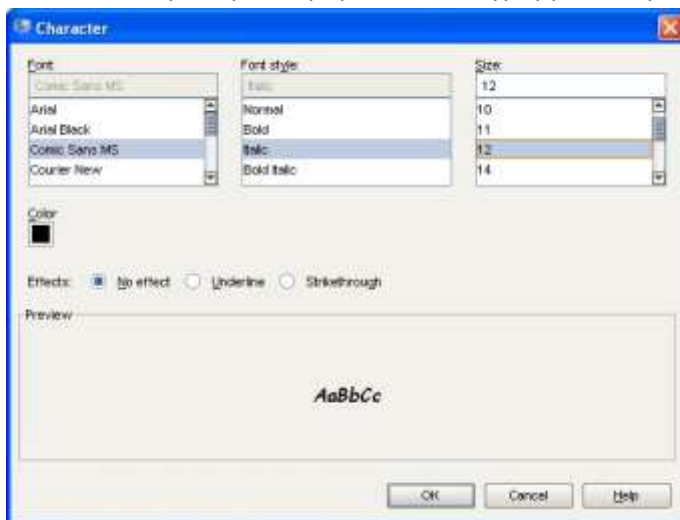 Character
Font:
Font style:
Size:
Comic Sans MS
Italic
12
Arial
Normal
10
Arial Black
Bold
11
Comic Sans MS
Italic
12
Courier New
Bold Italic
14
Color
Effects:
No effect
Underline
Strikethrough
Preview
AaBbCc
OK
Cancel
Help